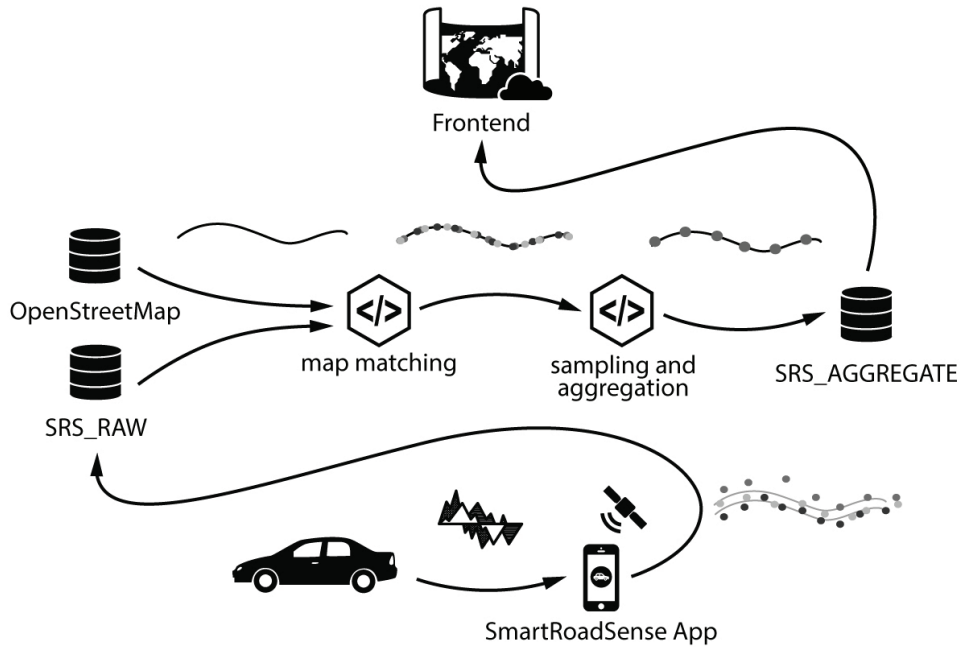 Frontend
OpenStreetMap
</>
</>
map matching
sampling and
aggregation
SRS_AGGREGATE
SRS_RAW
SmartRoadSense App